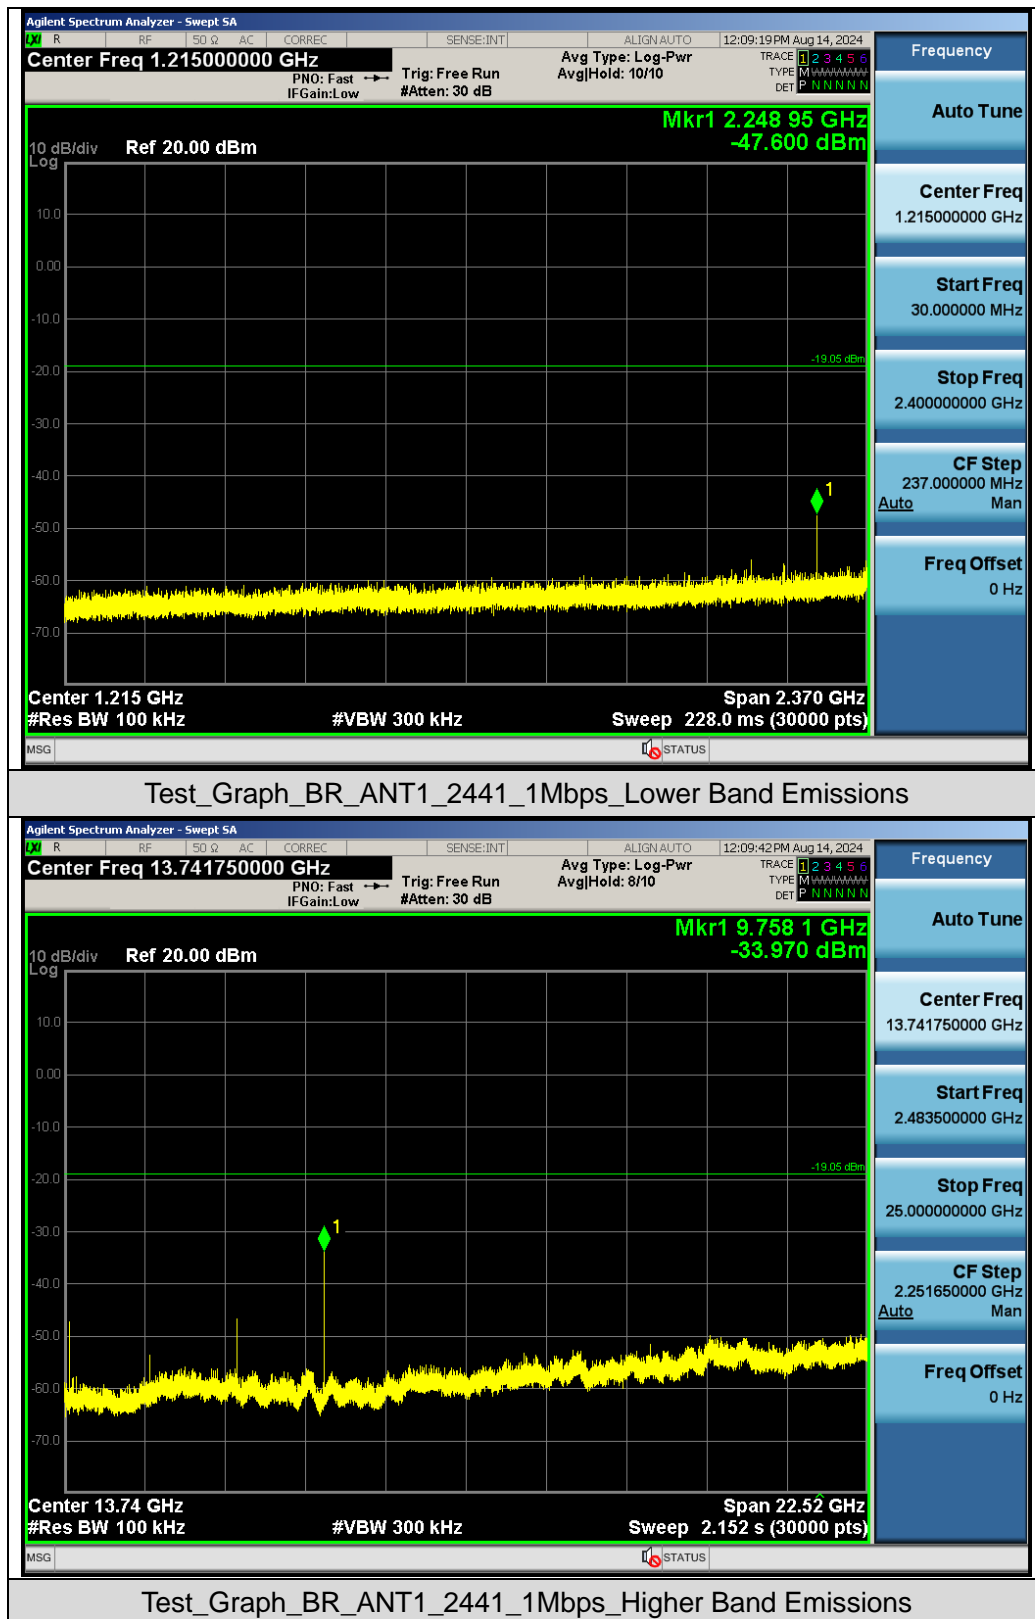 Agilent Spectrum Analyzer - Swept SA
LXI R RF 50 Ω AC CORREC SENSE:INT ALIGN AUTO 12:09:19 PM Aug 14, 2024
Center Freq 1.215000000 GHz
PNO: Fast
IFGain:Low
Trig: Free Run
#Atten: 30 dB
Avg Type: Log-Pwr
Avg|Hold: 10/10
TRACE 1 2 3 4 5 6
TYPE M
DET P N N N N N
Mkr1 2.248 95 GHz
-47.600 dBm
10 dB/div Ref 20.00 dBm
Log
10.0
0.00
-10.0
-19.05 dBm
-20.0
-30.0
-40.0
1
-50.0
-60.0
-70.0
Center 1.215 GHz Span 2.370 GHz
#Res BW 100 kHz #VBW 300 kHz Sweep 228.0 ms (30000 pts)
MSG STATUS
Frequency
Auto Tune
Center Freq
1.215000000 GHz
Start Freq
30.000000 MHz
Stop Freq
2.400000000 GHz
CF Step
237.000000 MHz
Auto Man
Freq Offset
0 Hz
Test_Graph_BR_ANT1_2441_1Mbps_Lower Band Emissions
Agilent Spectrum Analyzer - Swept SA
LXI R RF 50 Ω AC CORREC SENSE:INT ALIGN AUTO 12:09:42 PM Aug 14, 2024
Center Freq 13.741750000 GHz
PNO: Fast
IFGain:Low
Trig: Free Run
#Atten: 30 dB
Avg Type: Log-Pwr
Avg|Hold: 8/10
TRACE 1 2 3 4 5 6
TYPE M
DET P N N N N N
Mkr1 9.758 1 GHz
-33.970 dBm
10 dB/div Ref 20.00 dBm
Log
10.0
0.00
-10.0
-19.05 dBm
-20.0
-30.0
1
-40.0
-50.0
-60.0
-70.0
Center 13.74 GHz Span 22.52 GHz
#Res BW 100 kHz #VBW 300 kHz Sweep 2.152 s (30000 pts)
MSG STATUS
Frequency
Auto Tune
Center Freq
13.741750000 GHz
Start Freq
2.483500000 GHz
Stop Freq
25.000000000 GHz
CF Step
2.251650000 GHz
Auto Man
Freq Offset
0 Hz
Test_Graph_BR_ANT1_2441_1Mbps_Higher Band Emissions